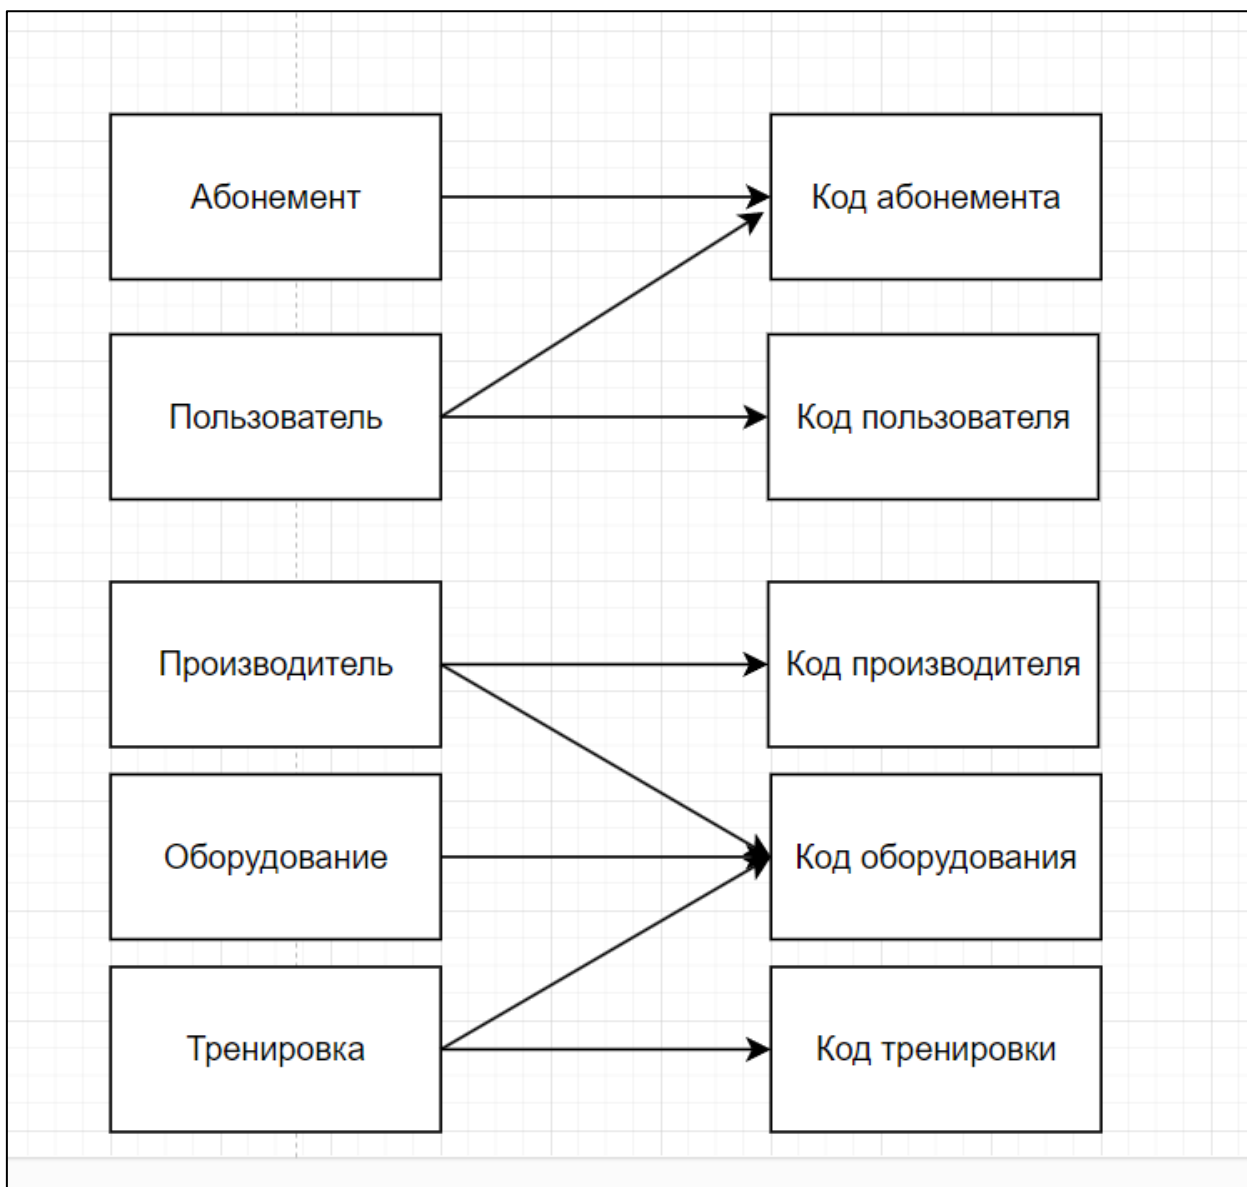 Абонемент
Код абонемента
Пользователь
Код пользователя
Производитель
Код производителя
Оборудование
Код оборудования
Тренировка
Код тренировки